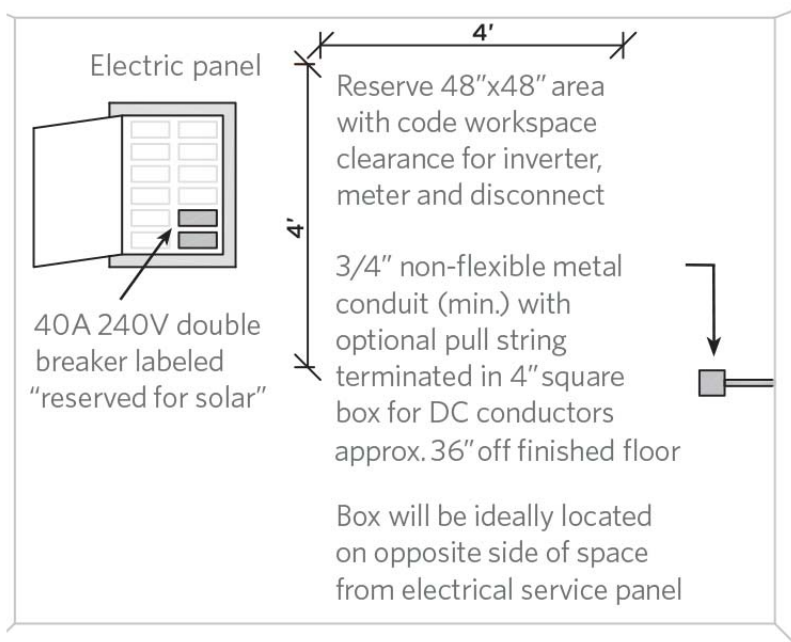 4'
Electric panel
Reserve 48"x48" area
with code workspace
clearance for inverter,
meter and disconnect
4'
3/4" non-flexible metal
conduit (min.) with
optional pull string
terminated in 4" square
box for DC conductors
approx. 36" off finished floor
40A 240V double
breaker labeled
“reserved for solar”
Box will be ideally located
on opposite side of space
from electrical service panel